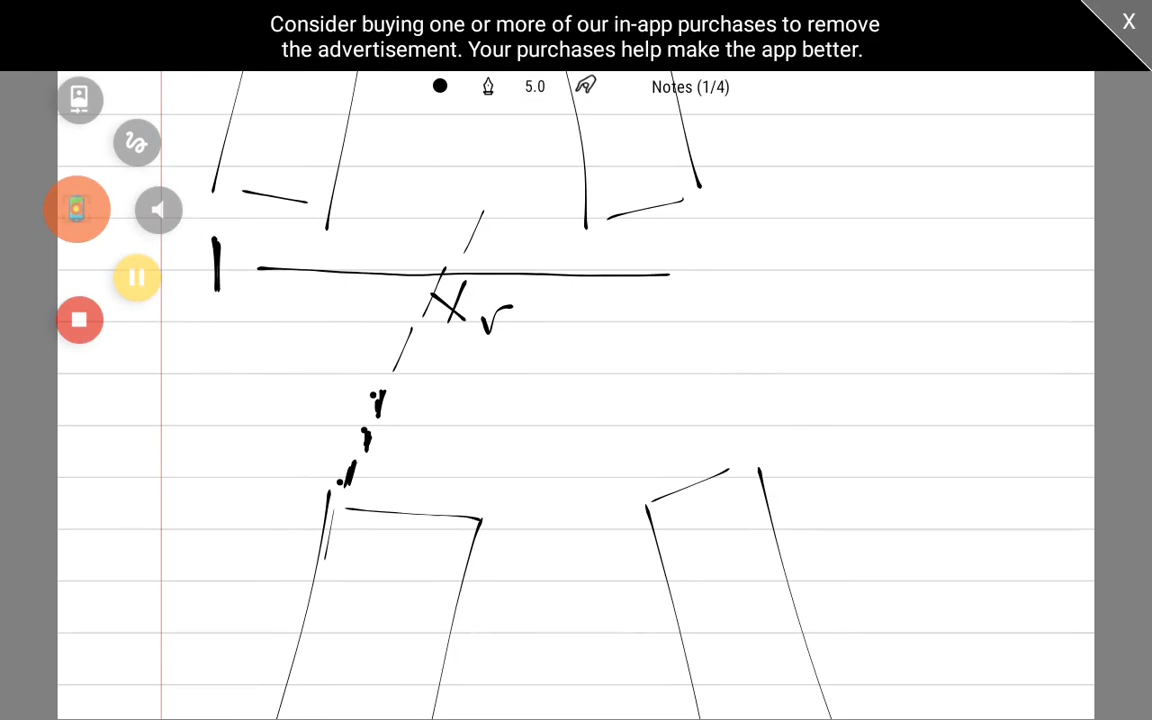 Consider buying one or more of our in-app purchases to remove
the advertisement. Your purchases help make the app better.
X
5.0
Notes (1/4)